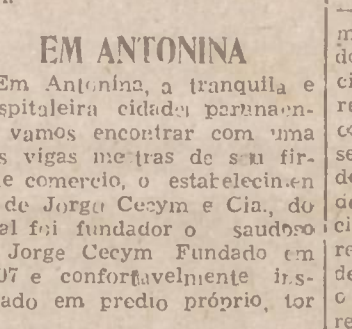 EM ANTONINA
Em Antonina, a tranquila e
spitaleira cidade paranaen-
vamos encontrar com uma
s vigas mestras de seu fir-
e comercio, o estabelecimen
de Jorge Cecym e Cia., do
al foi fundador o saudoso
Jorge Cecym Fundado em
07 e confortavelmente ins-
ado em predio próprio, tor